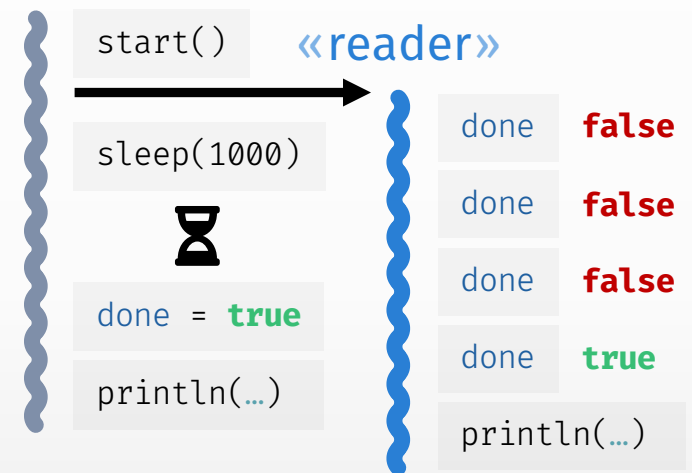 start()
«reader»
sleep(1000)
done = true
println(…)
done false
done false
done false
done true
println(…)